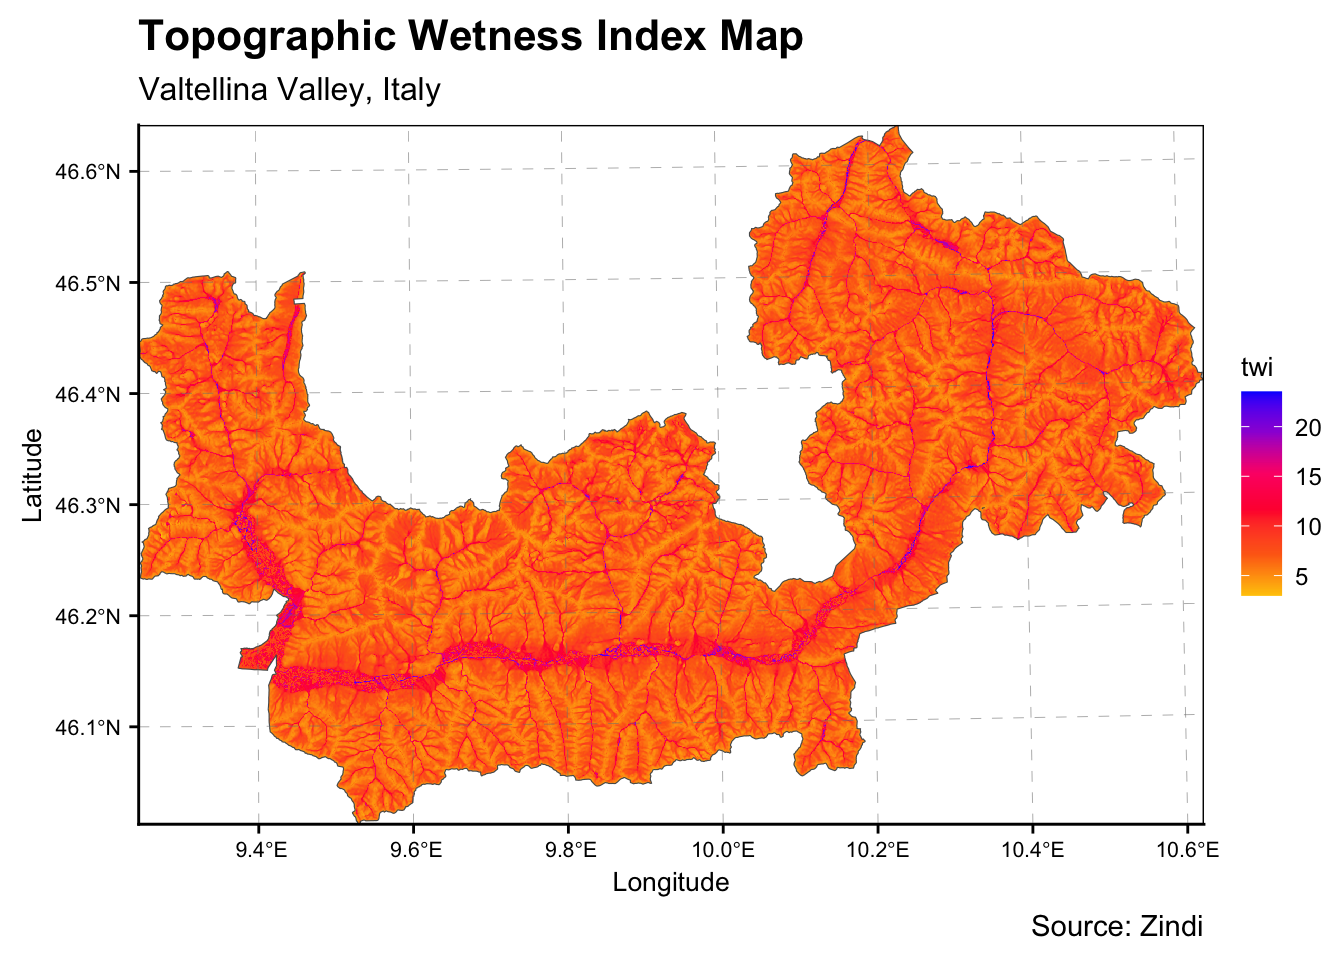 Topographic Wetness Index Map
Valtellina Valley, Italy
46.6°N
46.5°N
46.4°N
46.3°N
46.2°N
46.1°N
Latitude
9.4°E 9.6°E 9.8°E 10.0°E 10.2°E 10.4°E 10.6°E
Longitude
twi
20
15
10
5
Source: Zindi